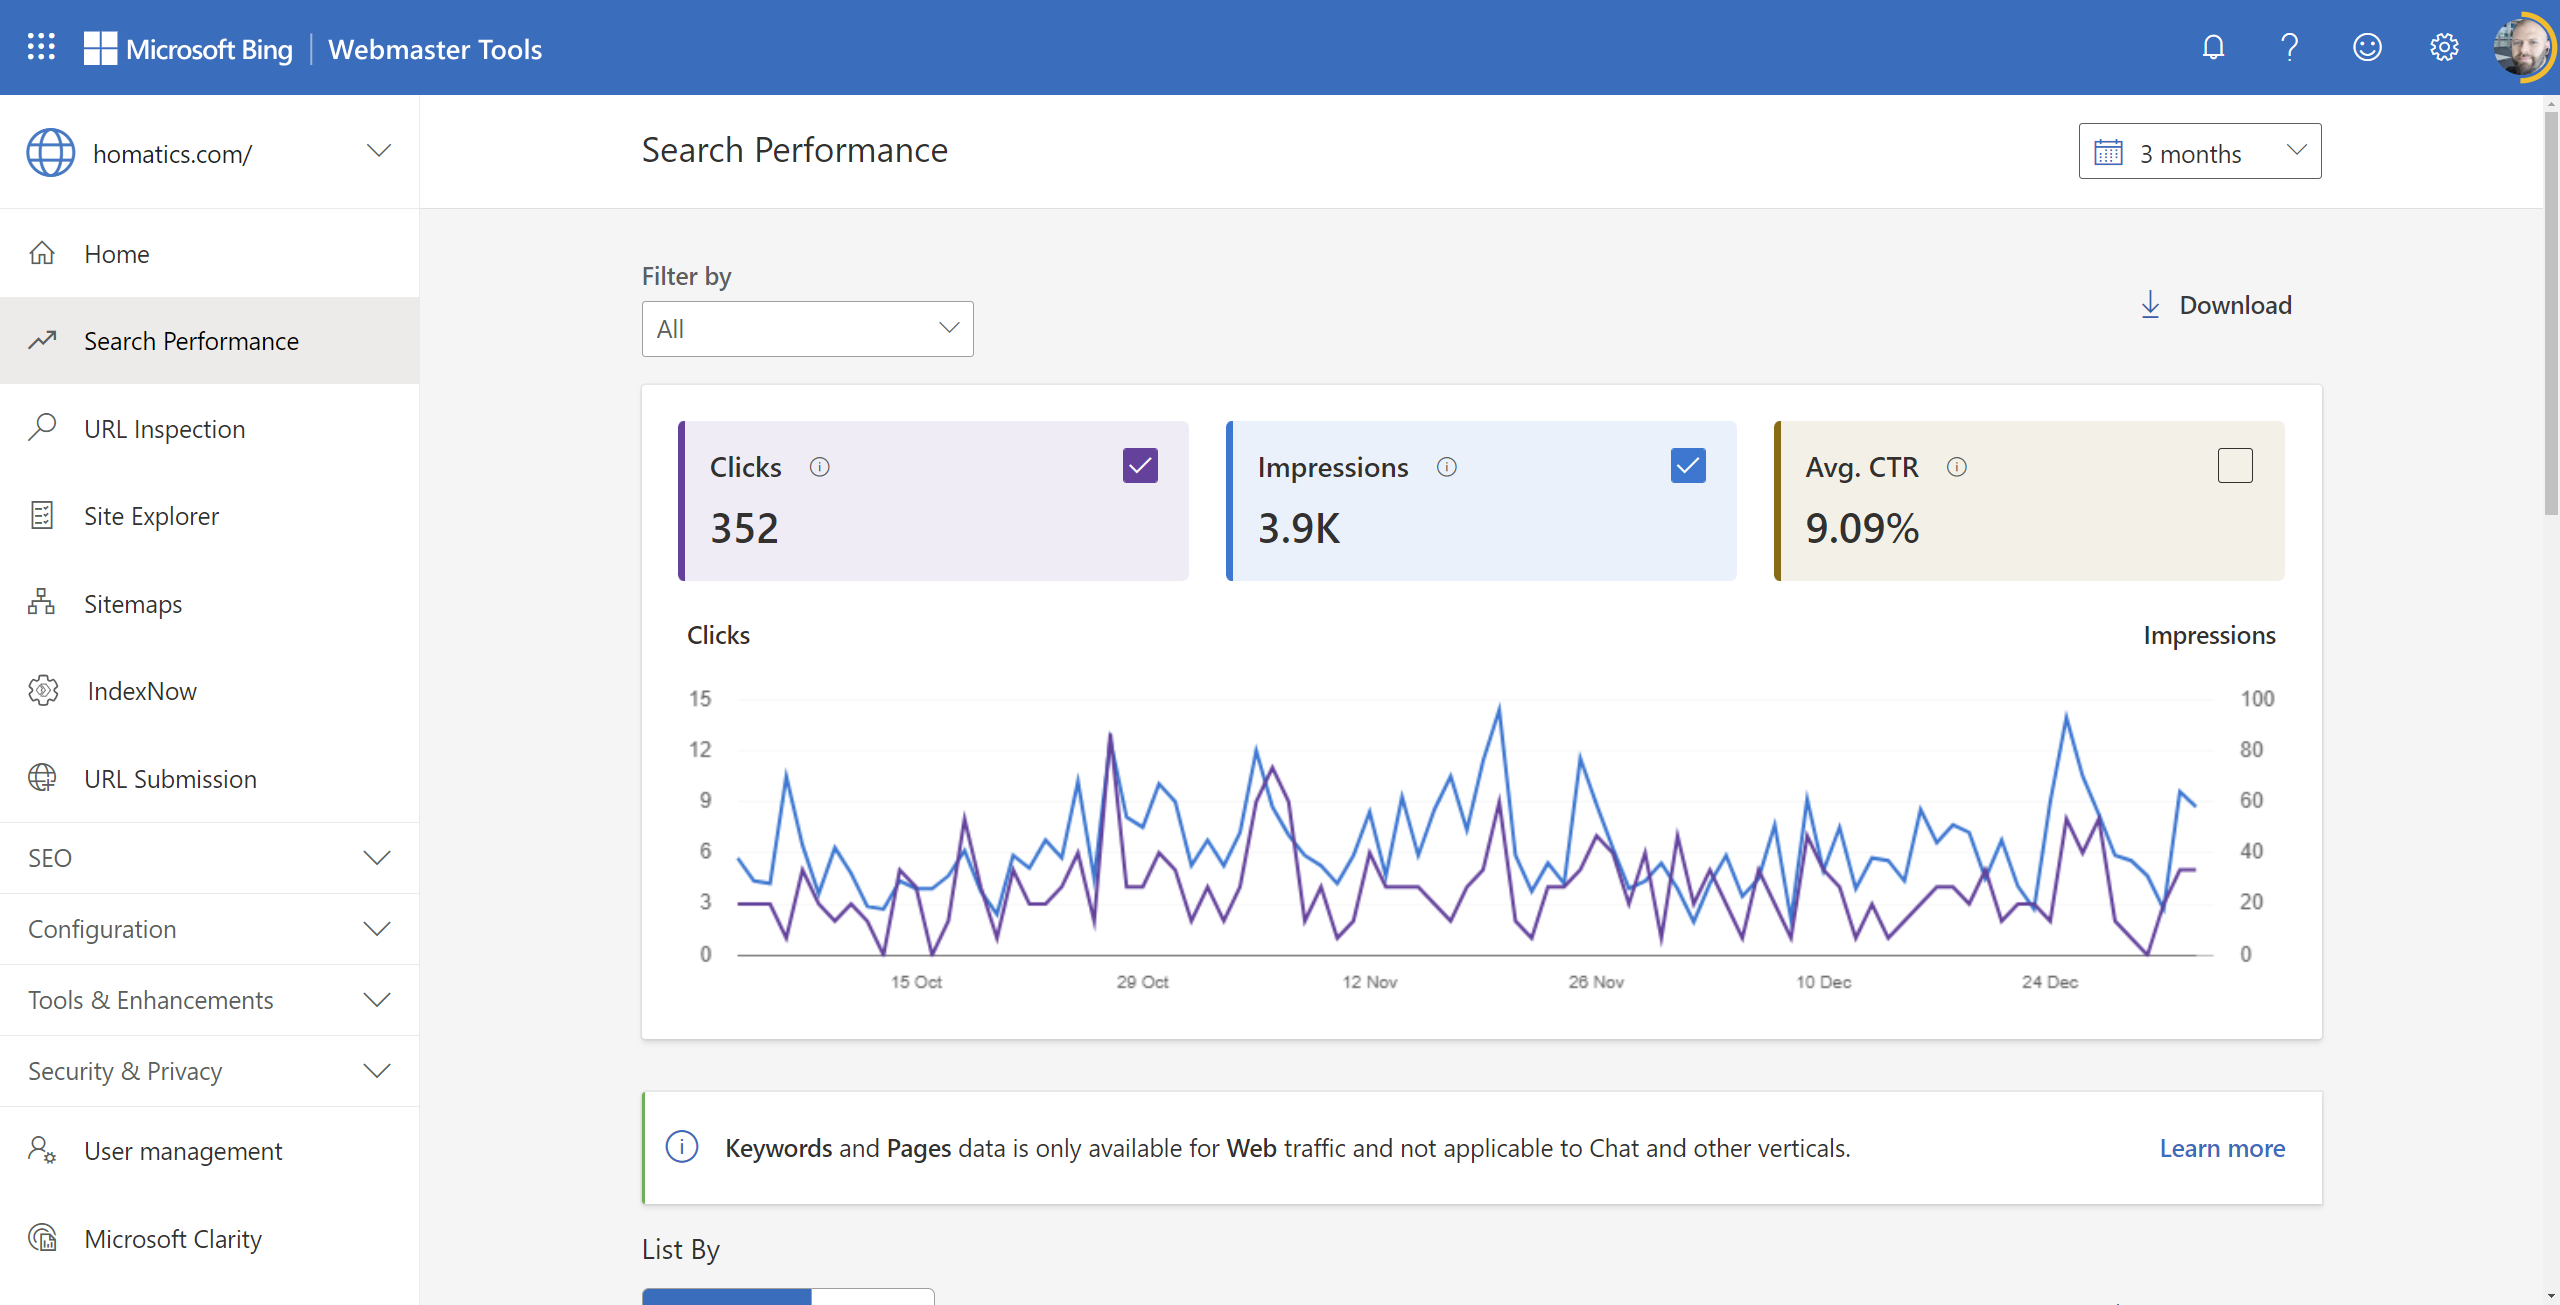 Microsoft Bing | Webmaster Tools
homatics.com/
Home
Search Performance
URL Inspection
Site Explorer
Sitemaps
IndexNow
URL Submission
SEO
Configuration
Tools & Enhancements
Security & Privacy
User management
Microsoft Clarity
Search Performance
3 months
Filter by
All
Download
Clicks
352
Impressions
3.9K
Avg. CTR
9.09%
Clicks
Impressions
15
12
9
6
3
0
100
80
60
40
20
0
15 Oct
29 Oct
12 Nov
26 Nov
10 Dec
24 Dec
Keywords and Pages data is only available for Web traffic and not applicable to Chat and other verticals.
Learn more
List By